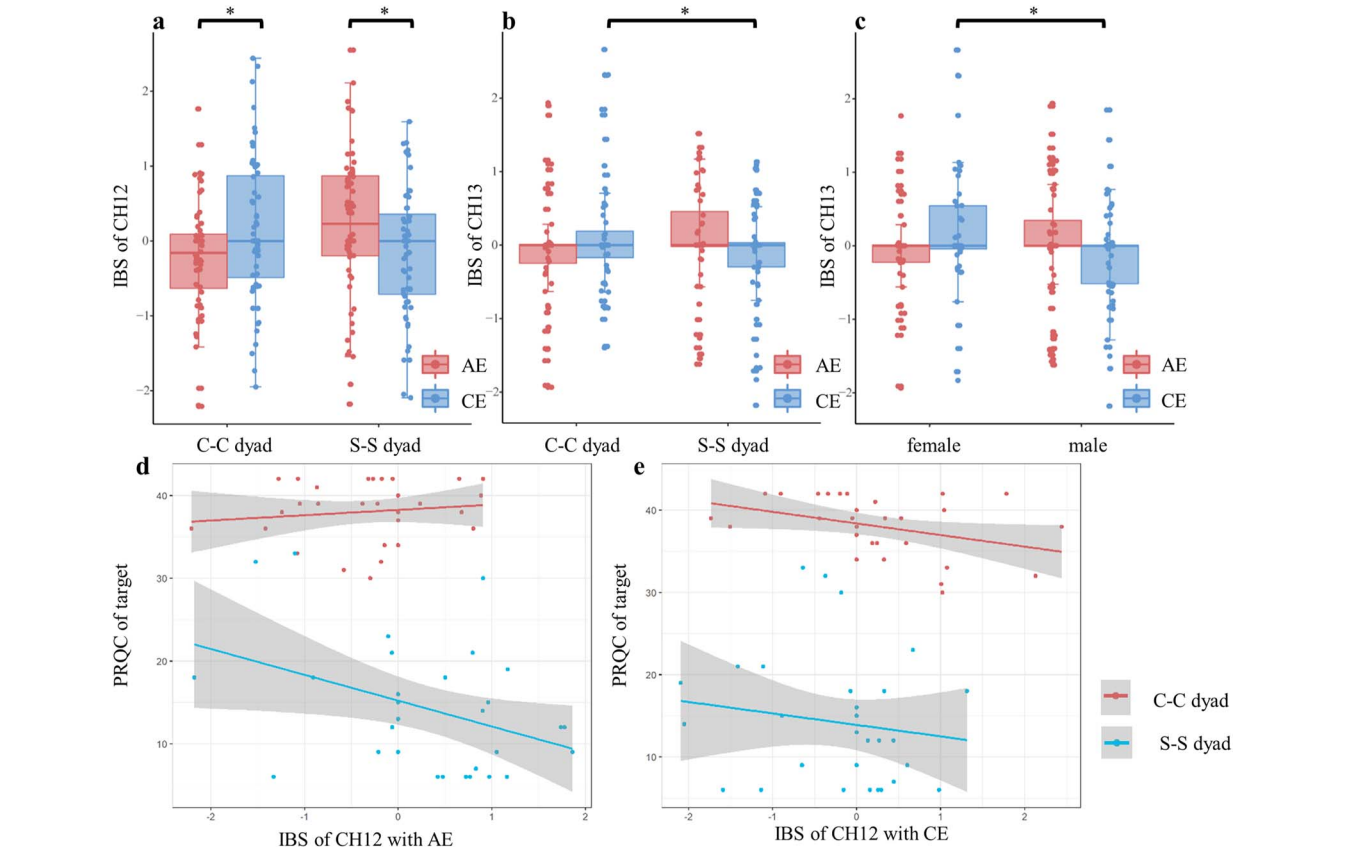 a * * b * c *
IBS of CH12
2
1
0
−1
−2
AE
CE
C-C dyad S-S dyad
IBS of CH13
2
1
0
−1
−2
AE
CE
C-C dyad S-S dyad
IBS of CH13
2
1
0
−1
−2
AE
CE
female male
d
PRQC of target
40
30
20
10
-2 -1 0 1 2
IBS of CH12 with AE
e
PRQC of target
40
30
20
10
-2 -1 0 1 2
IBS of CH12 with CE
C-C dyad
S-S dyad